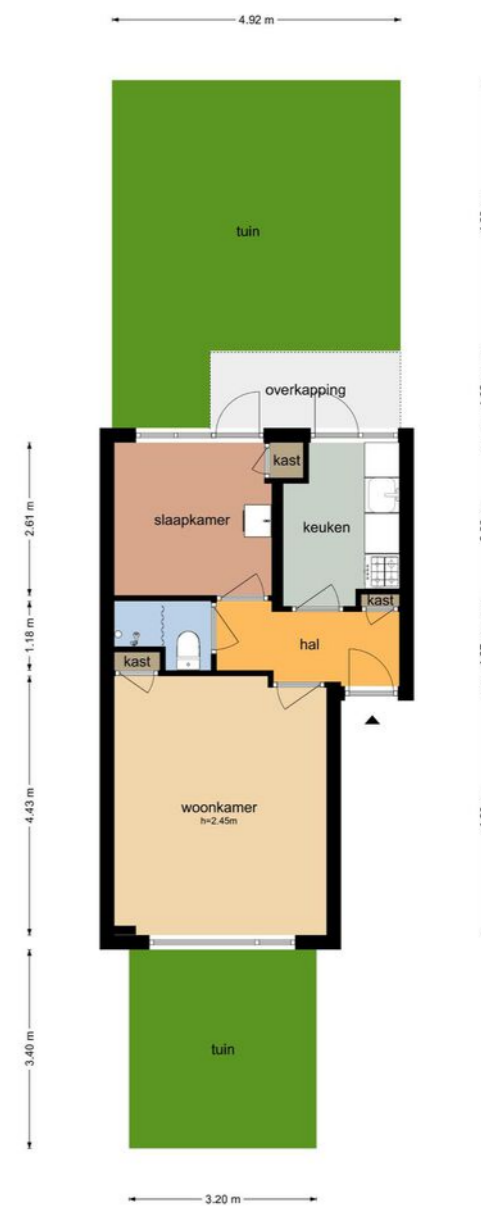 4.92 m
tuin
overkapping
kast
slaapkamer
keuken
2.61 m
kast
1.18 m
hal
kast
woonkamer
h=2.45m
4.43 m
tuin
3.40 m
3.20 m